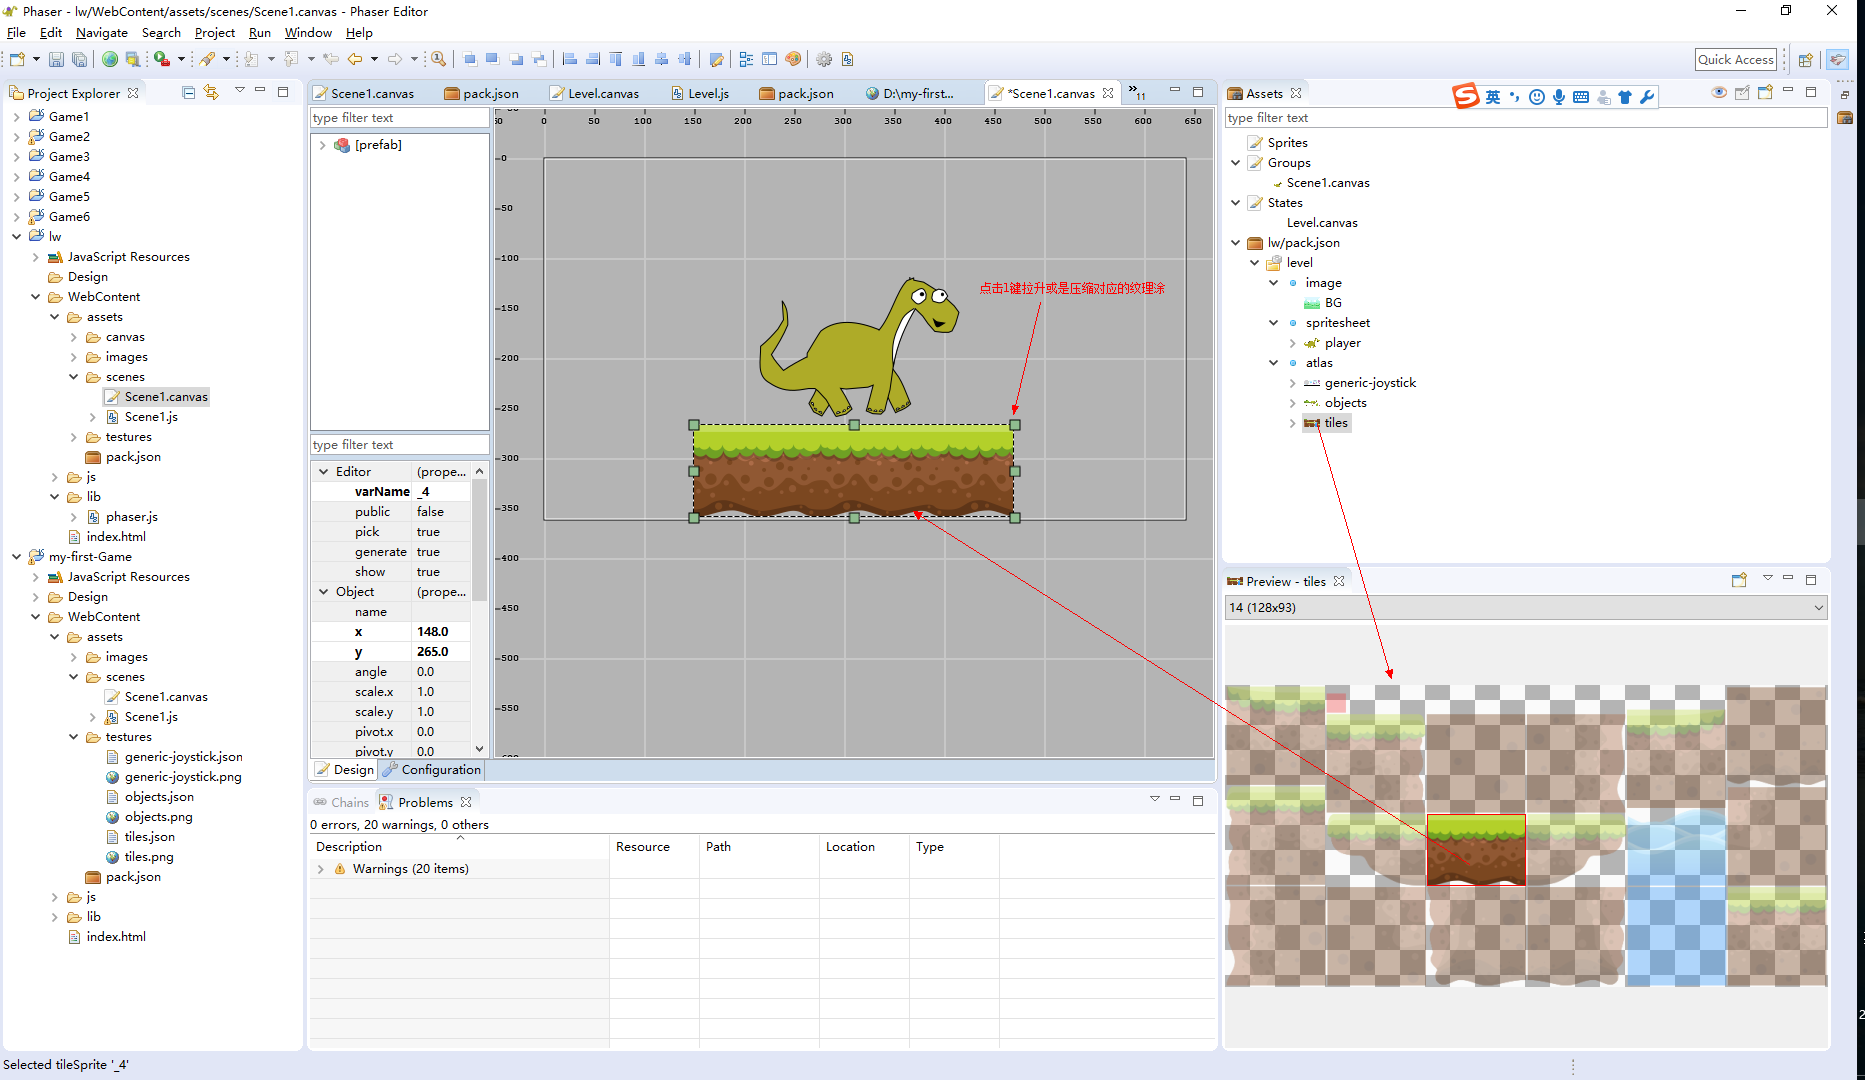 Phaser - lw/WebContent/assets/scenes/Scene1.canvas - Phaser Editor
File Edit Navigate Search Project Run Window Help
Quick Access
Project Explorer
Game1
Game2
Game3
Game4
Game5
Game6
lw
JavaScript Resources
Design
WebContent
assets
canvas
images
scenes
Scene1.canvas
Scene1.js
testures
pack.json
js
lib
phaser.js
index.html
my-first-Game
JavaScript Resources
Design
WebContent
assets
images
scenes
Scene1.canvas
Scene1.js
testures
generic-joystick.json
generic-joystick.png
objects.json
objects.png
tiles.json
tiles.png
pack.json
js
lib
index.html
Scene1.canvas pack.json Level.canvas Level.js pack.json D:\my-first... *Scene1.canvas »11
type filter text
[prefab]
type filter text
Editor (prope...
varName _4
public false
pick true
generate true
show true
Object (prope...
name
x 148.0
y 265.0
angle 0.0
scale.x 1.0
scale.y 1.0
pivot.x 0.0
pivot.y 0.0
Design Configuration
0 50 100 150 200 250 300 350 400 450 500 550 600 650
0
50
100
150
200
250
300
350
400
450
500
550
点击1键拉升或是压缩对应的纹理涂
Chains Problems
0 errors, 20 warnings, 0 others
Description Resource Path Location Type
Warnings (20 items)
Assets
英
type filter text
Sprites
Groups
Scene1.canvas
States
Level.canvas
lw/pack.json
level
image
BG
spritesheet
player
atlas
generic-joystick
objects
tiles
Preview - tiles
14 (128x93)
Selected tileSprite '_4'